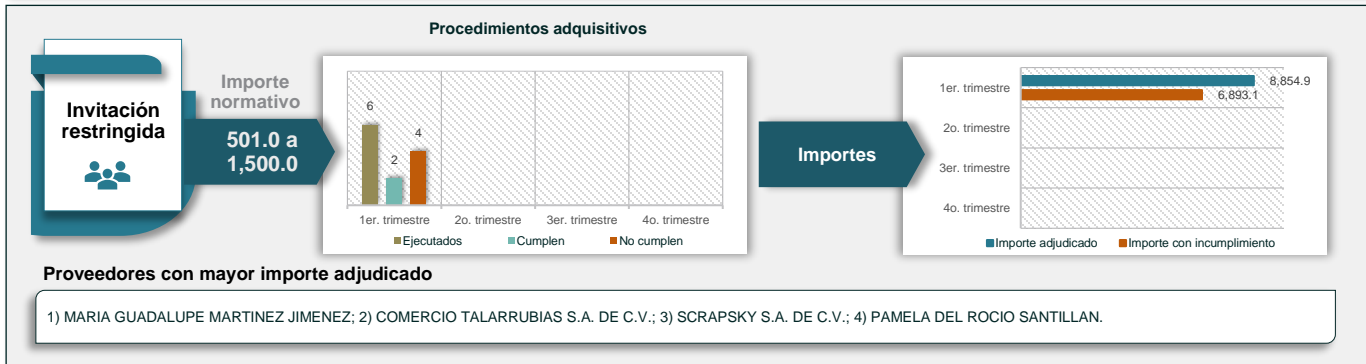 Procedimientos adquisitivos
Invitación
restringida
Importe
normativo
501.0 a
1,500.0
6
2
4
1er. trimestre
2o. trimestre
3er. trimestre
4o. trimestre
Ejecutados
Cumplen
No cumplen
Importes
1er. trimestre
8,854.9
6,893.1
2o. trimestre
3er. trimestre
4o. trimestre
Importe adjudicado
Importe con incumplimiento
Proveedores con mayor importe adjudicado
1) MARIA GUADALUPE MARTINEZ JIMENEZ; 2) COMERCIO TALARRUBIAS S.A. DE C.V.; 3) SCRAPSKY S.A. DE C.V.; 4) PAMELA DEL ROCIO SANTILLAN.